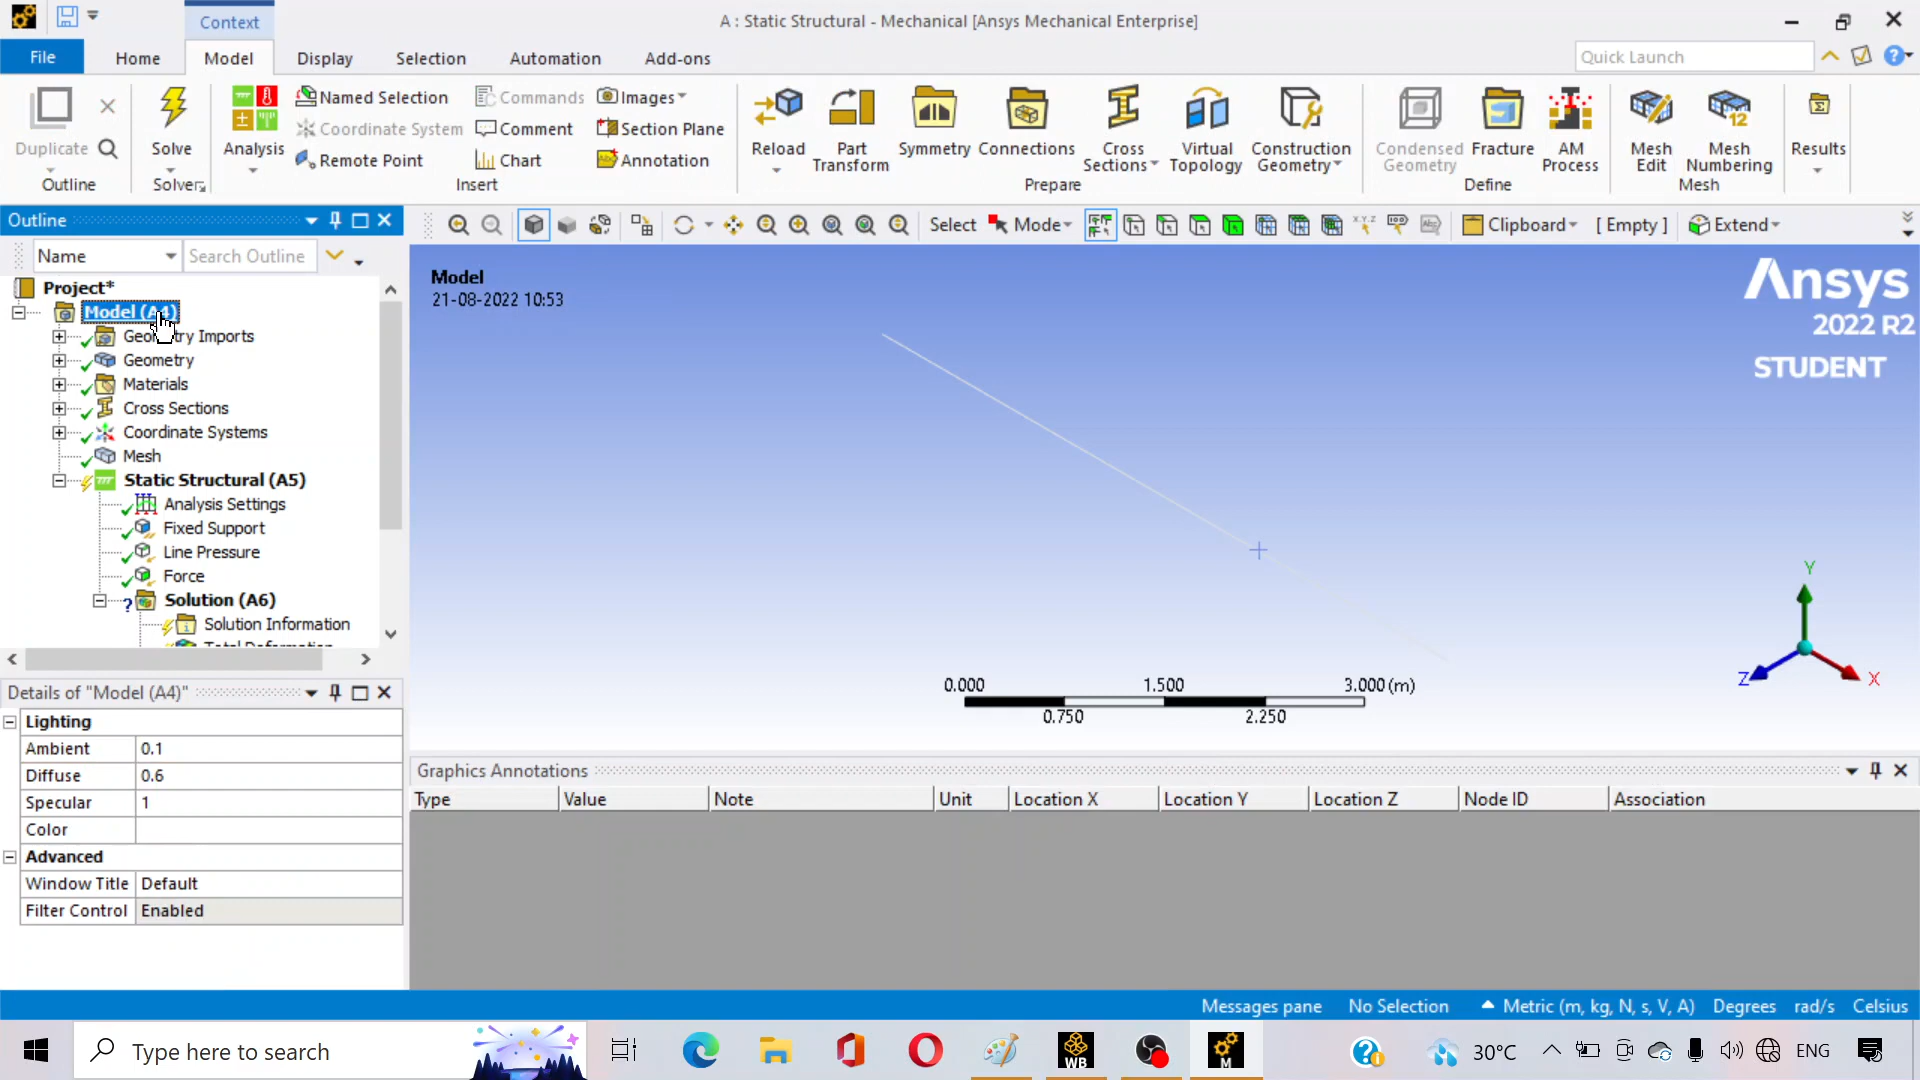 Context
A : Static Structural - Mechanical [Ansys Mechanical Enterprise]
File
Home
Model
Display
Selection
Automation
Add-ons
Quick Launch
Duplicate
Outline
Solve
Solver
Analysis
Named Selection
Coordinate System
Remote Point
Commands
Comment
Chart
Images
Section Plane
Annotation
Insert
Reload
Part Transform
Symmetry
Connections
Cross Sections
Virtual Topology
Construction Geometry
Prepare
Condensed Geometry
Fracture
AM Process
Define
Mesh Edit
12
Mesh Numbering
Mesh
Results
Outline
Name
Search Outline
Select
Mode
Clipboard
[ Empty ]
Extend
Project*
Model (A4)
Geometry Imports
Geometry
Materials
Cross Sections
Coordinate Systems
Mesh
Static Structural (A5)
Analysis Settings
Fixed Support
Line Pressure
Force
Solution (A6)
Solution Information
Total Deformation
Model
21-08-2022 10:53
Ansys
2022 R2
STUDENT
0.000
1.500
3.000 (m)
0.750
2.250
Y
Z
X
Details of "Model (A4)"
Lighting
Ambient 0.1
Diffuse 0.6
Specular 1
Color
Advanced
Window Title Default
Filter Control Enabled
Graphics Annotations
Type Value Note Unit Location X Location Y Location Z Node ID Association
Messages pane
No Selection
Metric (m, kg, N, s, V, A)
Degrees
rad/s
Celsius
Type here to search
WB
M
30°C
ENG